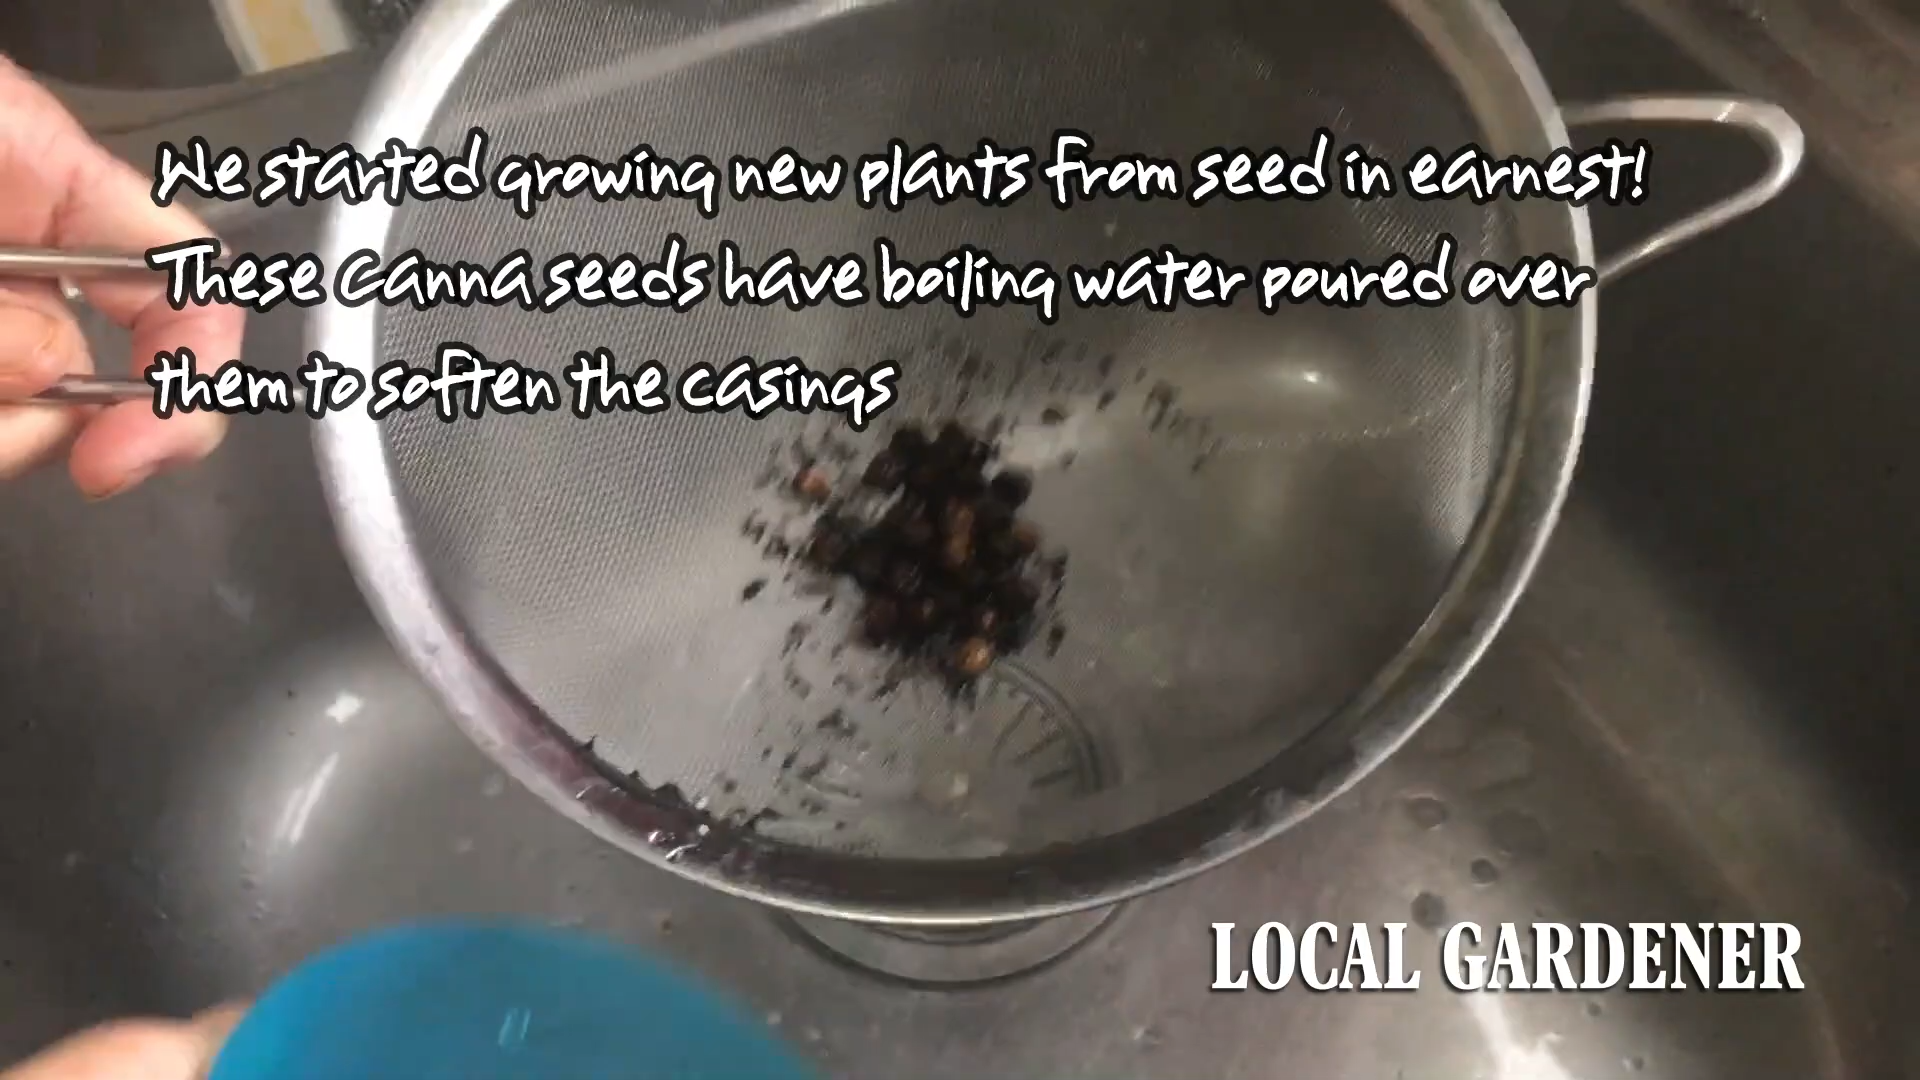 We started growing new plants from seed in earnest!
These Canna seeds have boiling water poured over
them to soften the casings
LOCAL GARDENER